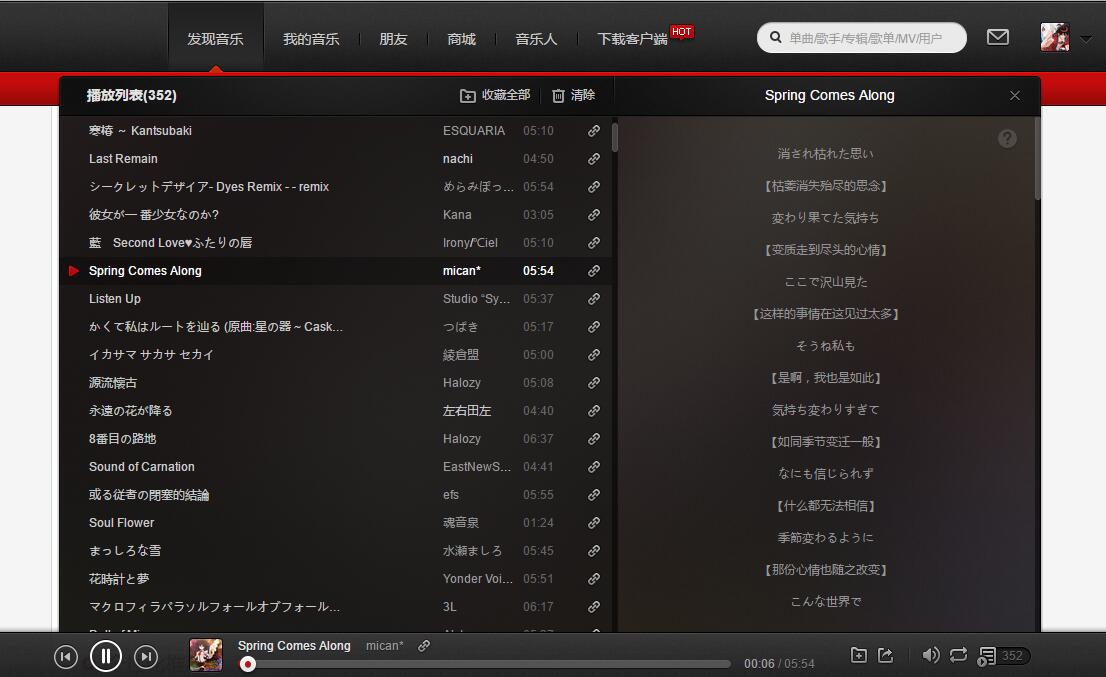 发现音乐
我的音乐
朋友
商城
音乐人
下载客户端
HOT
单曲/歌手/专辑/歌单/MV/用户
播放列表(352)
收藏全部
清除
Spring Comes Along
寒椿 ~ Kantsubaki ESQUARIA 05:10
Last Remain nachi 04:50
シークレットデザイア- Dyes Remix - - remix めらみぽっ... 05:54
彼女が一番少女なのか? Kana 03:05
藍 Second Love♥ふたりの唇 Irony/℃iel 05:10
Spring Comes Along mican* 05:54
Listen Up Studio “Sy... 05:37
かくて私はルートを辿る (原曲:星の器 ~ Cask... つばき 05:17
イカサマ サカサ セカイ 綾倉盟 05:00
源流懐古 Halozy 05:08
永遠の花が降る 左右田左 04:40
8番目の路地 Halozy 06:37
Sound of Carnation EastNewS... 04:41
或る従者の閉塞的結論 efs 05:55
Soul Flower 魂音泉 01:24
まっしろな雪 水瀬ましろ 05:45
花時計と夢 Yonder Voi... 05:51
マクロフィラパラソルフォールオブフォール... 3L 06:17
消され枯れた思い
【枯萎消失殆尽的思念】
変わり果てた気持ち
【变质走到尽头的心情】
ここで沢山見た
【这样的事情在这见过太多】
そうね私も
【是啊，我也是如此】
気持ち変わりすぎて
【如同季节变迁一般】
なにも信じられず
【什么都无法相信】
季節変わるように
【那份心情也随之改变】
こんな世界で
Spring Comes Along mican*
00:06 / 05:54
352